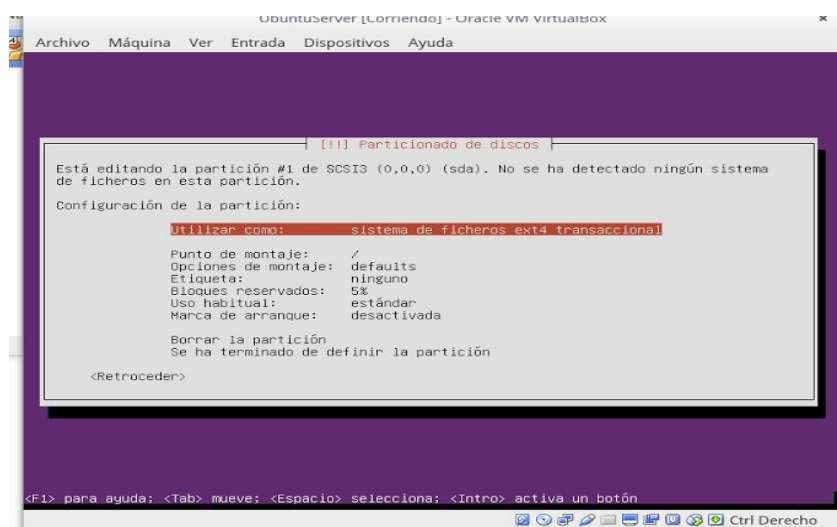 UbuntuServer [Corriendo] - Oracle VM VirtualBox
Archivo Máquina Ver Entrada Dispositivos Ayuda
[!!] Particionado de discos
Está editando la partición #1 de SCSI3 (0,0,0) (sda). No se ha detectado ningún sistema
de ficheros en esta partición.
Configuración de la partición:
Utilizar como: sistema de ficheros ext4 transaccional
Punto de montaje: /
Opciones de montaje: defaults
Etiqueta: ninguno
Bloques reservados: 5%
Uso habitual: estándar
Marca de arranque: desactivada
Borrar la partición
Se ha terminado de definir la partición
<Retroceder>
<F1> para ayuda; <Tab> mueve; <Espacio> selecciona; <Intro> activa un botón
Ctrl Derecho